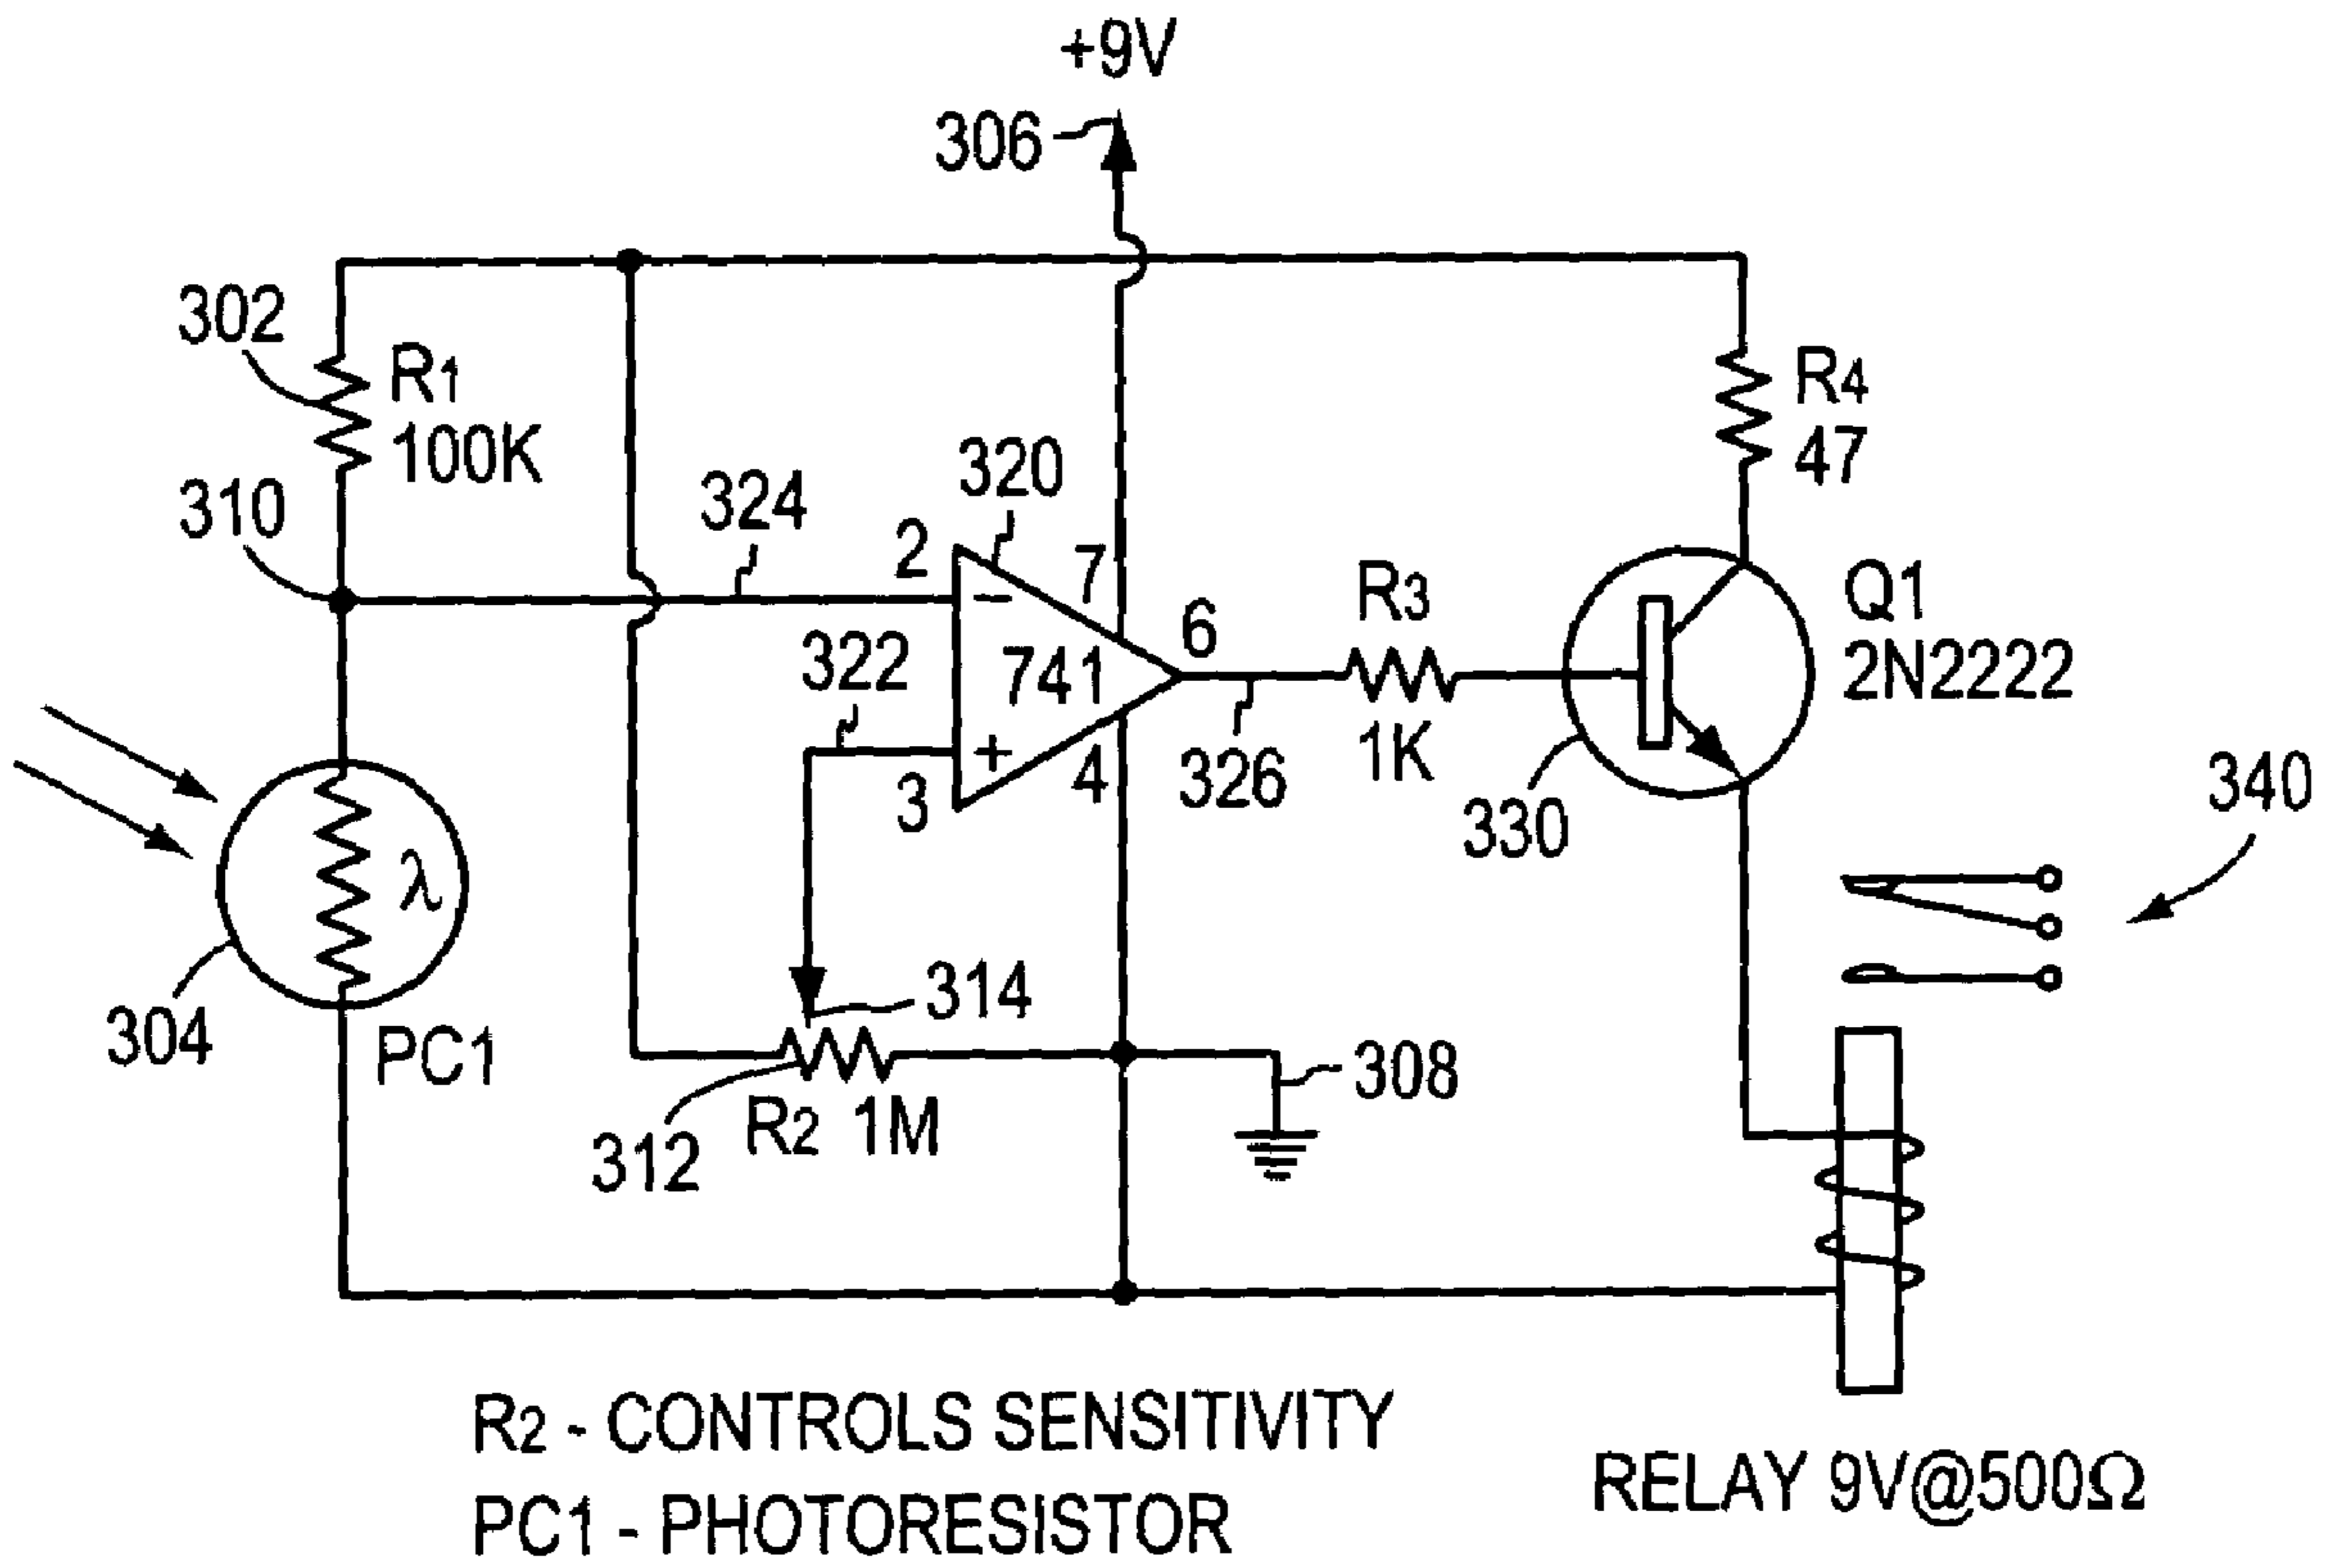 +9V
306
302
R1
100K
R4
47
310
324
320
2
7
-
322
741
6
R3
1K
Q1
2N2222
+
3
4
326
330
340
λ
304
PC1
314
312
R2 1M
308
R2 - CONTROLS SENSITIVITY
PC1 - PHOTORESISTOR
RELAY 9V@500Ω